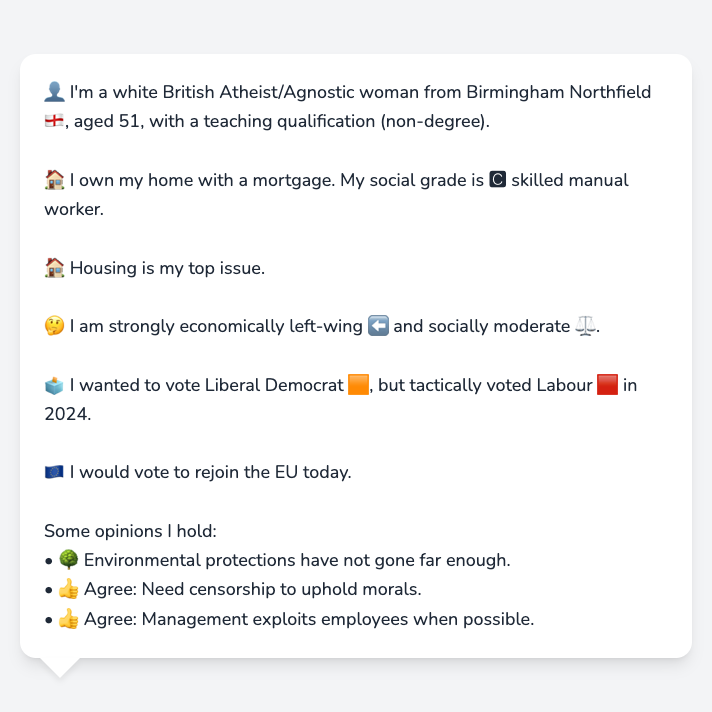 👤 I'm a white British Atheist/Agnostic woman from Birmingham Northfield
🏴󠁧󠁢󠁥󠁮󠁧󠁿, aged 51, with a teaching qualification (non-degree).
🏠 I own my home with a mortgage. My social grade is 🅲 skilled manual
worker.
🏠 Housing is my top issue.
🤔 I am strongly economically left-wing ⬅️ and socially moderate ⚖️.
🗳️ I wanted to vote Liberal Democrat 🟧, but tactically voted Labour 🟥 in
2024.
🇪🇺 I would vote to rejoin the EU today.
Some opinions I hold:
• 🌳 Environmental protections have not gone far enough.
• 👍 Agree: Need censorship to uphold morals.
• 👍 Agree: Management exploits employees when possible.